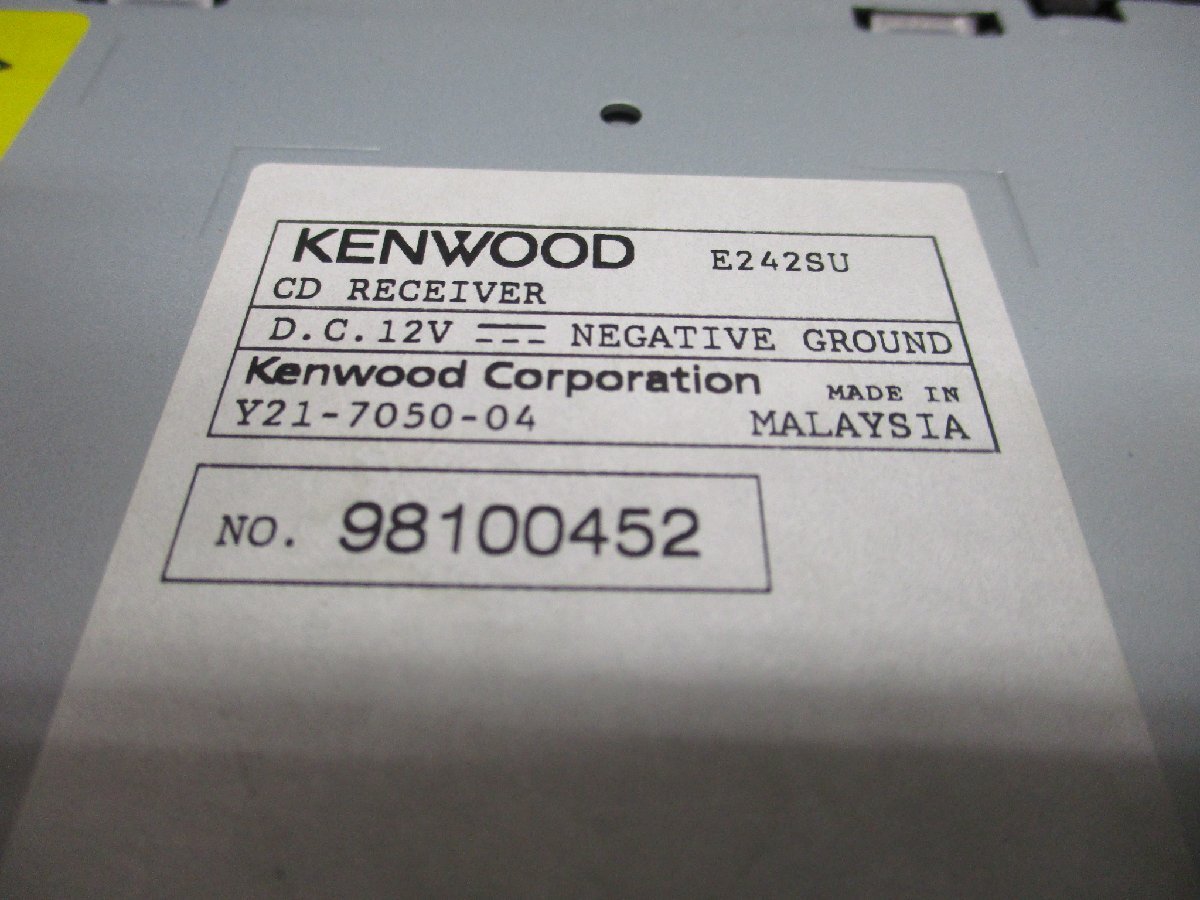 KENWOOD E242SU
CD RECEIVER
D.C.12V NEGATIVE GROUND
Kenwood Corporation MADE IN
Y21-7050-04 MALAYSIA
NO. 98100452